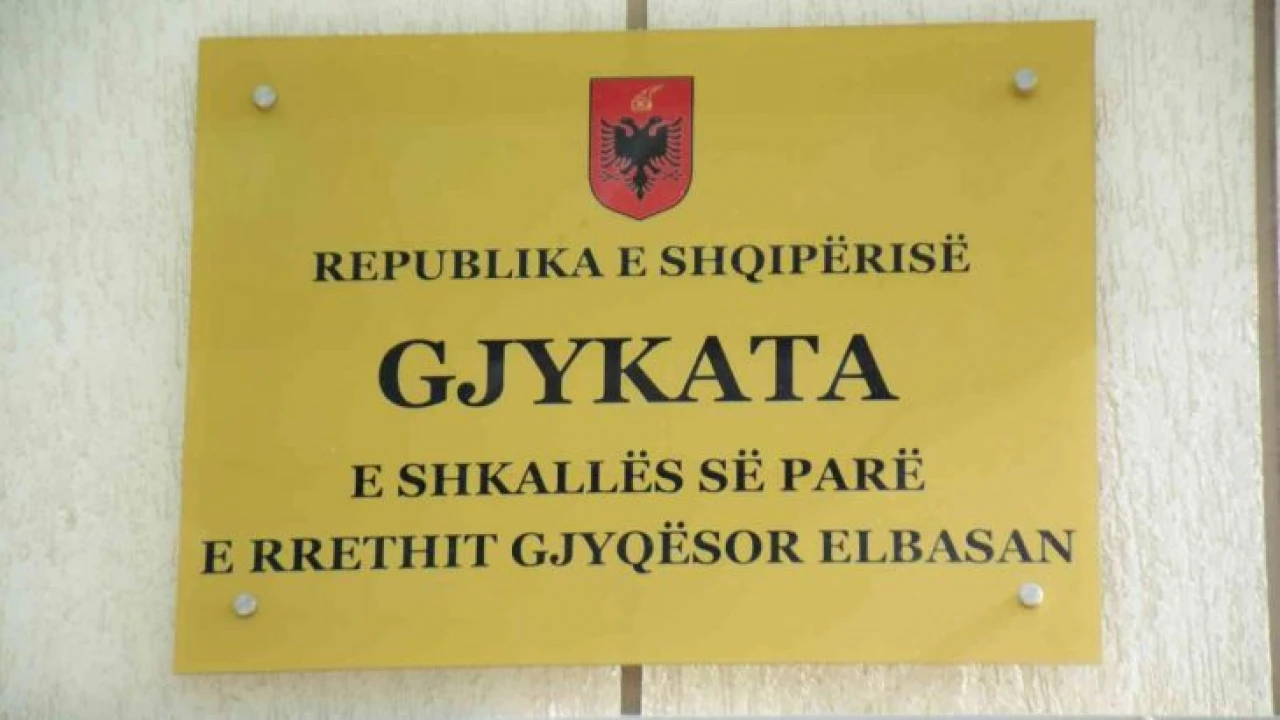 REPUBLIKA E SHQIPËRISË
GJYKATA
E SHKALLËS SË PARË
E RRETHIT GJYQËSOR ELBASAN